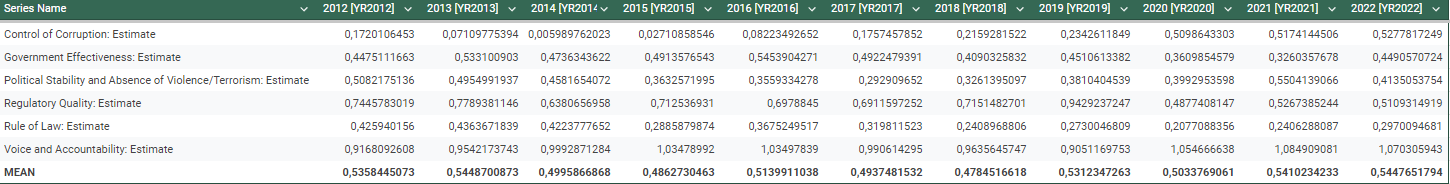 Series Name 2012 [YR2012] 2013 [YR2013] 2014 [YR2014 2015 [YR2015] 2016 [YR2016] 2017 [YR2017] 2018 [YR2018] 2019 [YR2019] 2020 [YR2020] 2021 [YR2021] 2022 [YR2022]
Control of Corruption: Estimate 0,1720106453 0,07109775394 0,005989762023 0,02710858546 0,08223492652 0,1757457852 0,2159281522 0,2342611849 0,5098643303 0,5174144506 0,5277817249
Government Effectiveness: Estimate 0,4475111663 0,533100903 0,4736343622 0,4913576543 0,5453904271 0,4922479391 0,4090325832 0,4510613382 0,3609854579 0,3260357678 0,4490570724
Political Stability and Absence of Violence/Terrorism: Estimate 0,5082175136 0,4954991937 0,4581654072 0,3632571995 0,3559334278 0,292909652 0,3261395097 0,3810404539 0,3992953598 0,5504139066 0,4135053754
Regulatory Quality: Estimate 0,7445783019 0,7789381146 0,6380656958 0,712536931 0,6978845 0,6911597252 0,7151482701 0,9429237247 0,4877408147 0,5267385244 0,5109314919
Rule of Law: Estimate 0,425940156 0,4363671839 0,4223777652 0,2885879874 0,3675249517 0,319811523 0,2408968806 0,2730046809 0,2077088356 0,2406288087 0,2970094681
Voice and Accountability: Estimate 0,9168092608 0,9542173743 0,9992871284 1,03478992 1,03497839 0,990614295 0,9635645747 0,9051169753 1,054666638 1,084909081 1,070305943
MEAN 0,5358445073 0,5448700873 0,4995866868 0,4862730463 0,5139911038 0,4937481532 0,4784516618 0,5312347263 0,5033769061 0,5410234233 0,5447651794